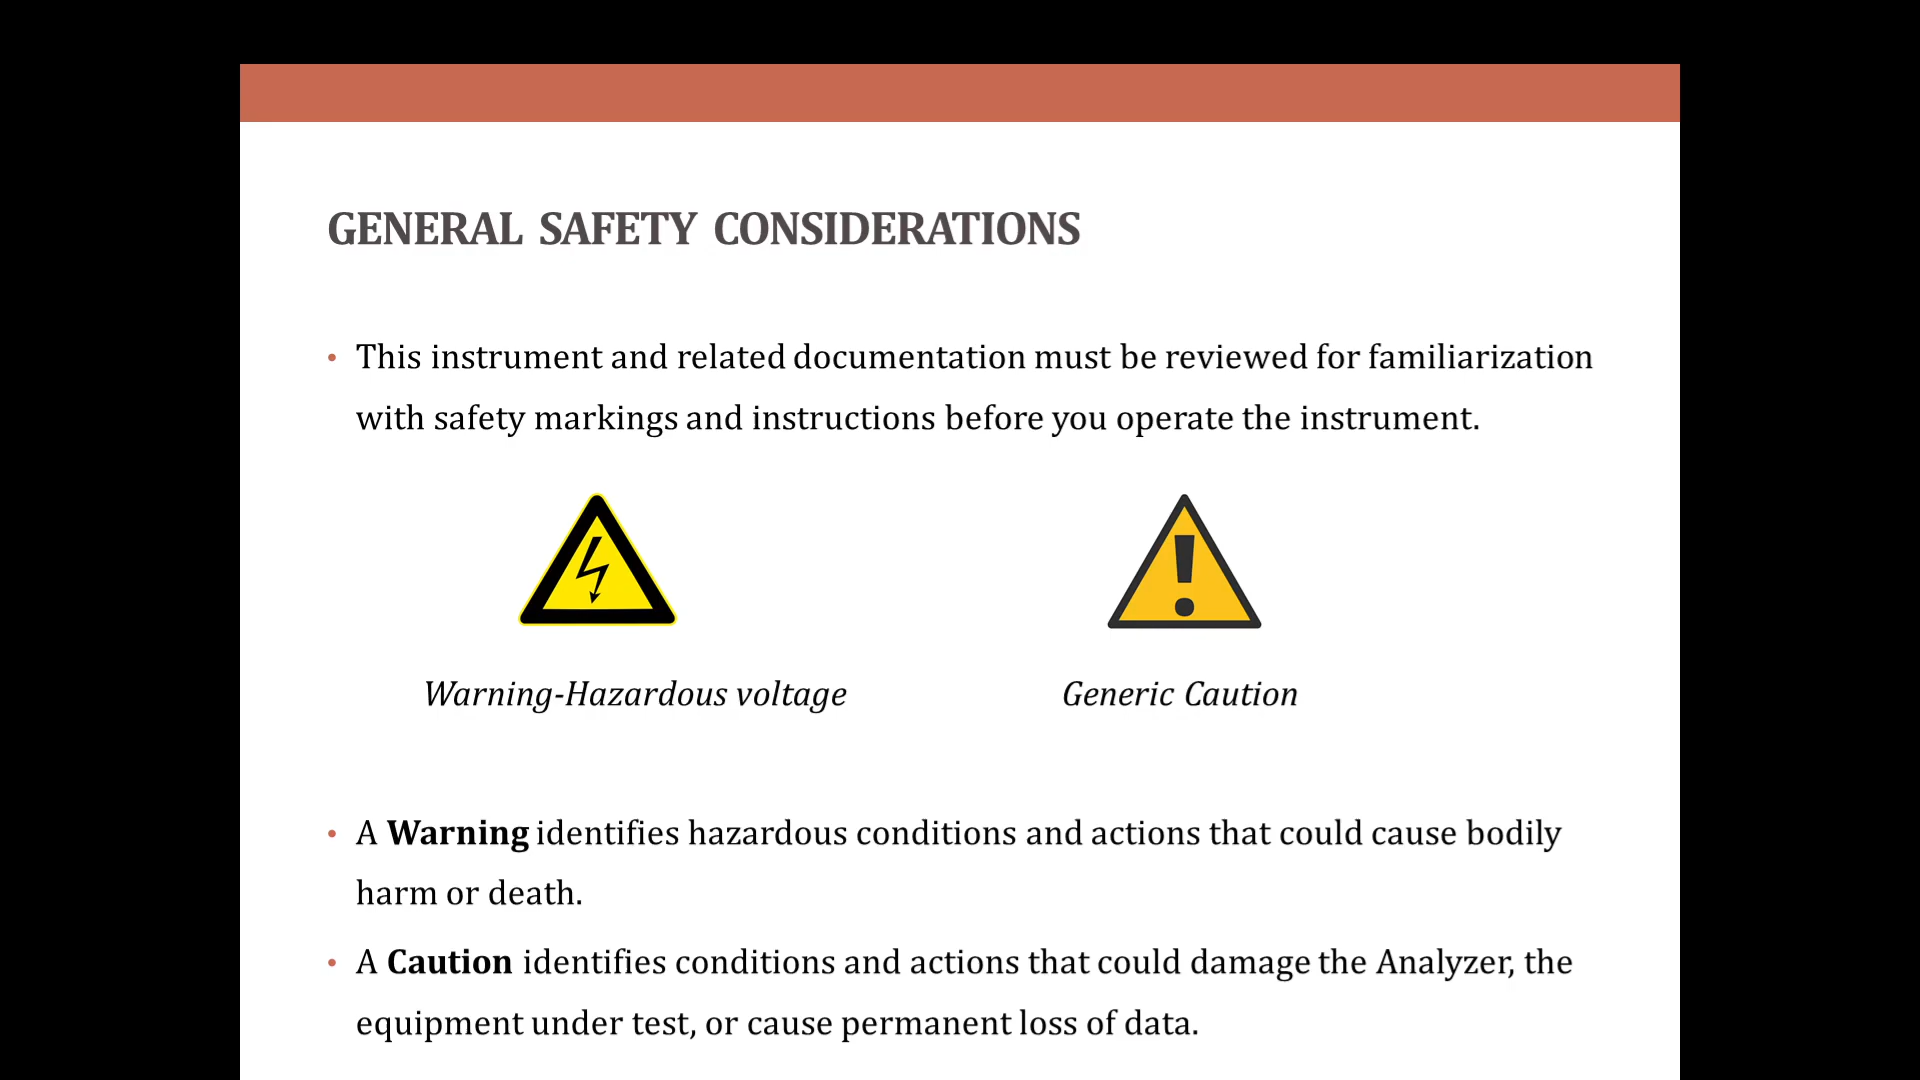 GENERAL SAFETY CONSIDERATIONS
• This instrument and related documentation must be reviewed for familiarization
with safety markings and instructions before you operate the instrument.
Warning-Hazardous voltage
Generic Caution
• A Warning identifies hazardous conditions and actions that could cause bodily
harm or death.
• A Caution identifies conditions and actions that could damage the Analyzer, the
equipment under test, or cause permanent loss of data.